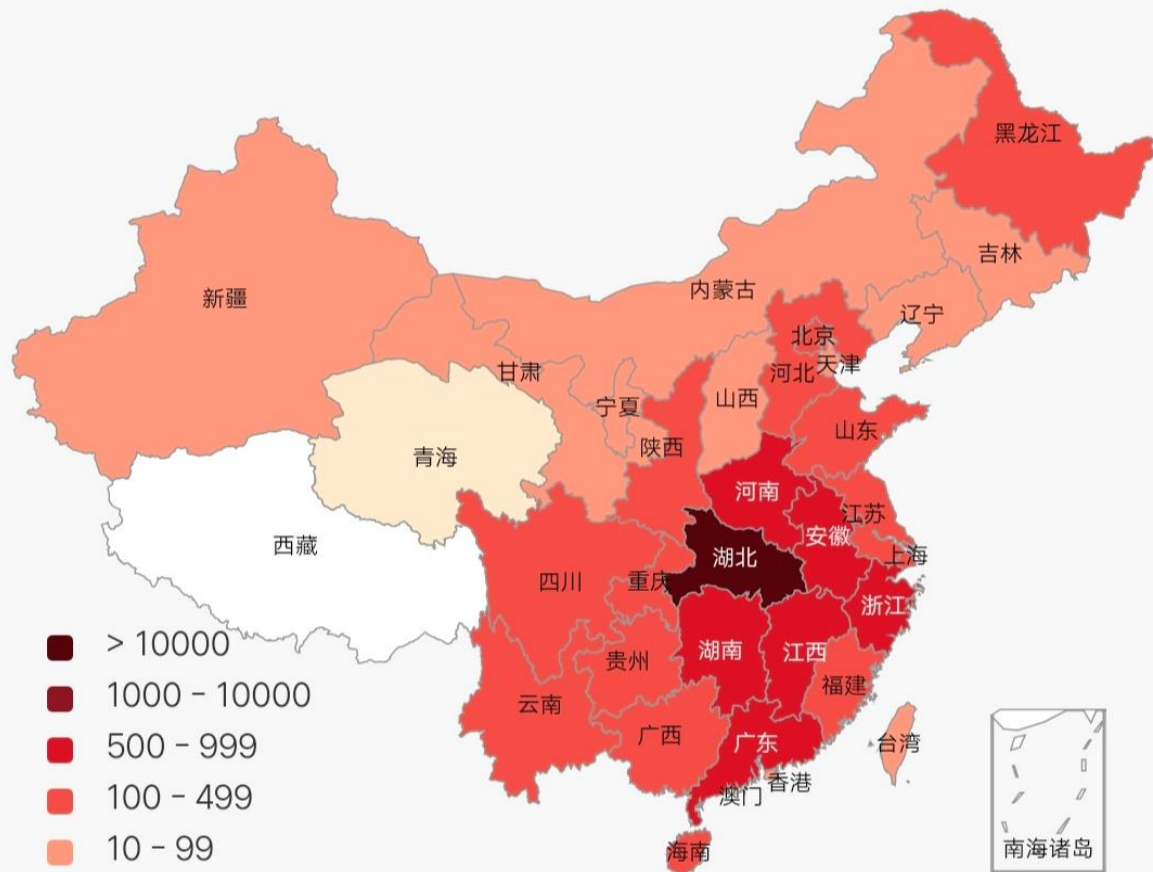 黑龙江
吉林
新疆
内蒙古
辽宁
北京
天津
甘肃
河北
宁夏
山西
山东
陕西
青海
河南
江苏
安徽
西藏
湖北
上海
四川
重庆
浙江
> 10000
湖南
江西
贵州
福建
1000 - 10000
云南
广西
广东
台湾
500 - 999
香港
澳门
100 - 499
海南
南海诸岛
10 - 99